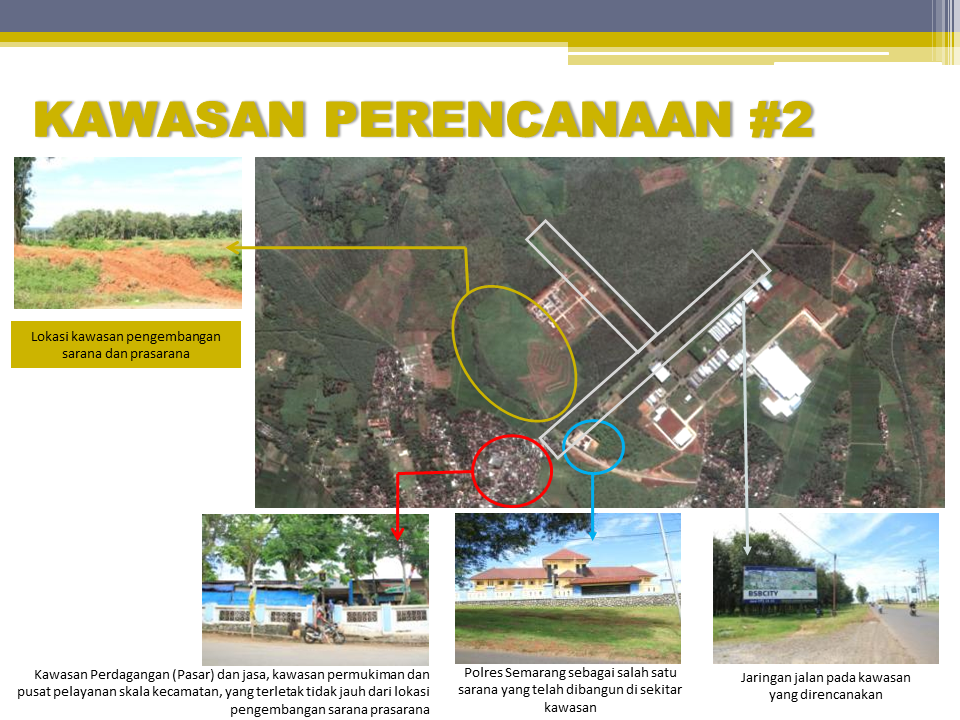 KAWASAN PERENCANAAN #2
Lokasi kawasan pengembangan
sarana dan prasarana
BSBCITY
Kawasan Perdagangan (Pasar) dan jasa, kawasan permukiman dan
pusat pelayanan skala kecamatan, yang terletak tidak jauh dari lokasi
pengembangan sarana prasarana
Polres Semarang sebagai salah satu
sarana yang telah dibangun di sekitar
kawasan
Jaringan jalan pada kawasan
yang direncanakan